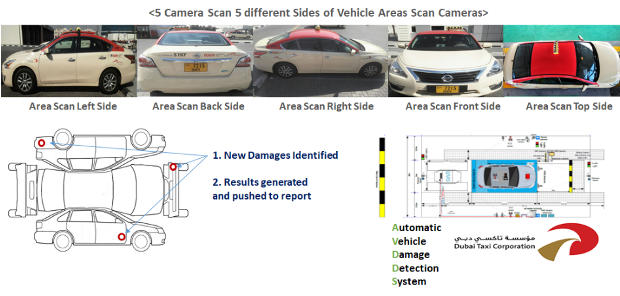 <5 Camera Scan 5 different Sides of Vehicle Areas Scan Cameras>
Area Scan Left Side
Area Scan Back Side
Area Scan Right Side
Area Scan Front Side
Area Scan Top Side
1. New Damages Identified
2. Results generated
and pushed to report
Automatic
Vehicle
Damage
Detection
System
مؤسسة تاكسي دبي
Dubai Taxi Corporation